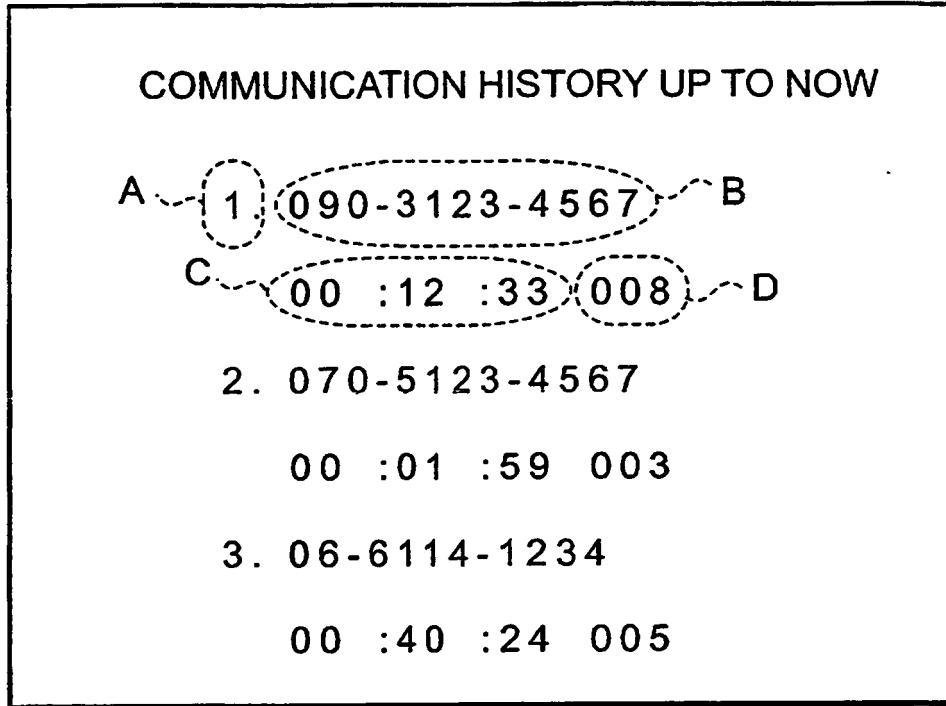 COMMUNICATION HISTORY UP TO NOW
A 1. 090-3123-4567 B
C 00 :12 :33 008 D
2. 070-5123-4567
00 :01 :59 003
3. 06-6114-1234
00 :40 :24 005